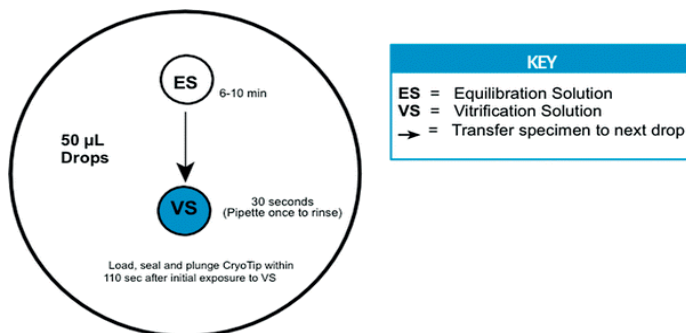 ES
6-10 min
50 µL
Drops
VS
30 seconds
(Pipette once to rinse)
Load, seal and plunge CryoTip within
110 sec after initial exposure to VS
KEY
ES = Equilibration Solution
VS = Vitrification Solution
→ = Transfer specimen to next drop